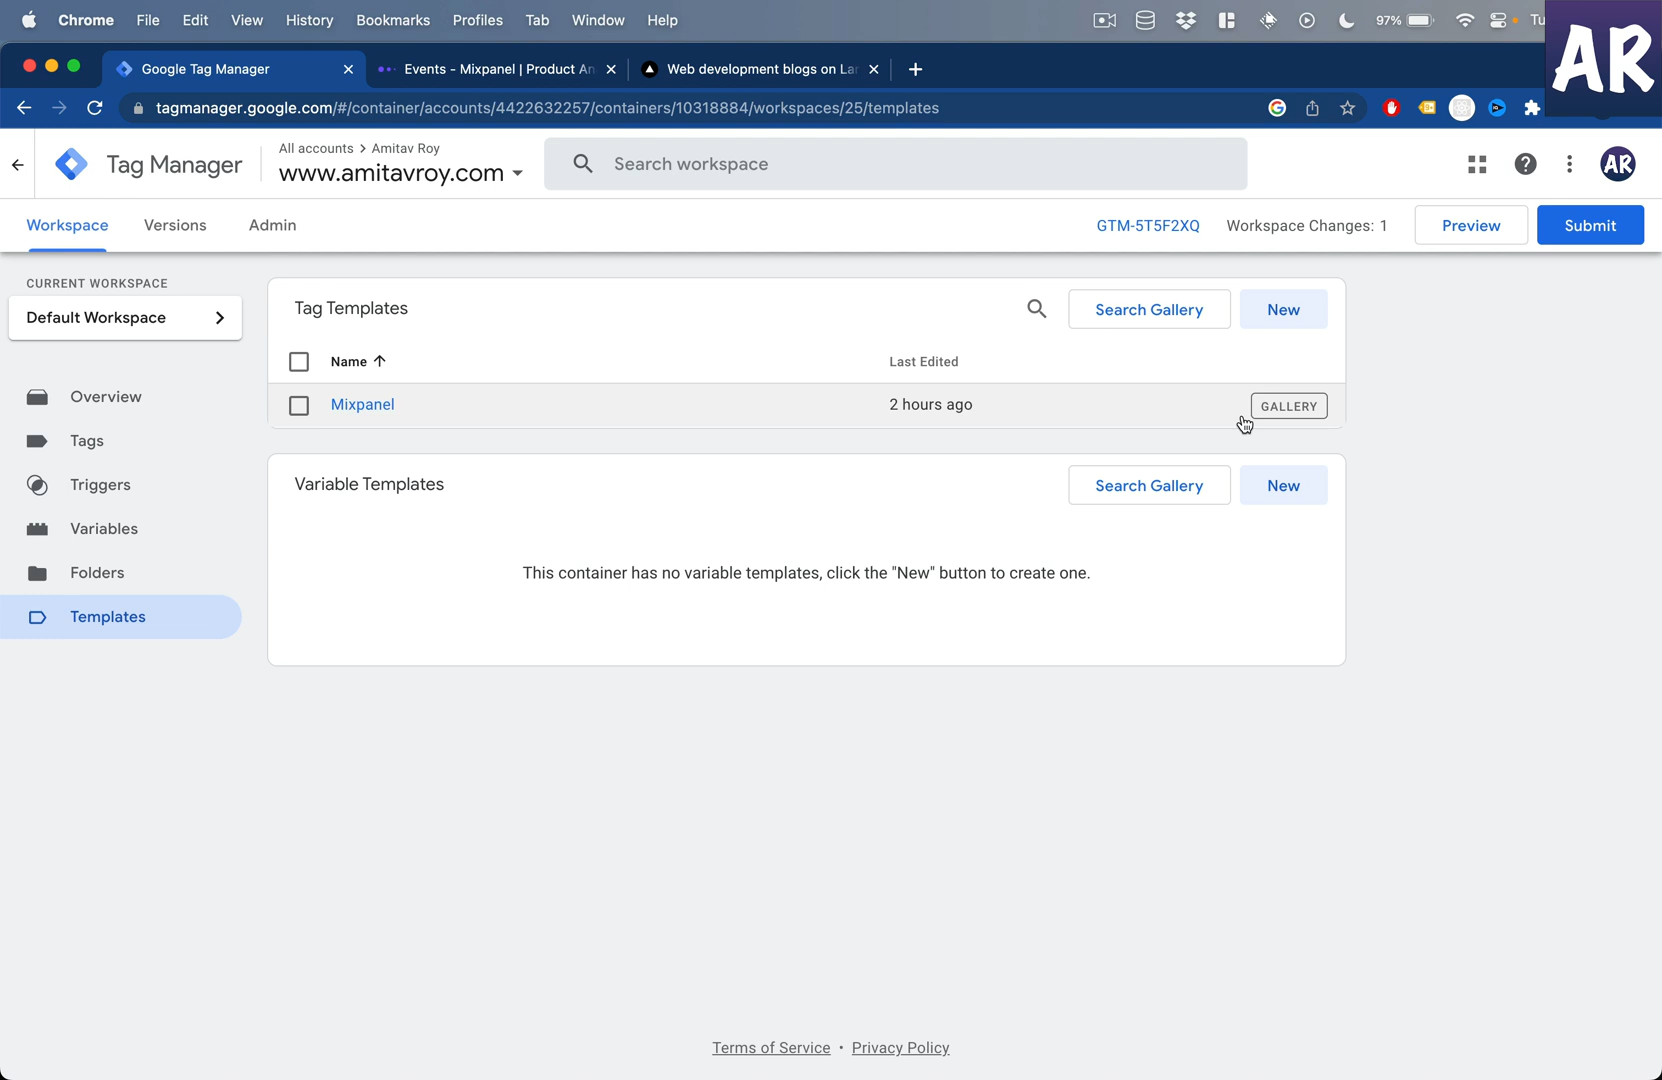 Chrome File Edit View History Bookmarks Profiles Tab Window Help 97% Tu
AR
Google Tag Manager Events - Mixpanel | Product An Web development blogs on Lar
tagmanager.google.com/#/container/accounts/4422632257/containers/10318884/workspaces/25/templates
All accounts > Amitav Roy
Tag Manager www.amitavroy.com Search workspace AR
Workspace Versions Admin GTM-5T5F2XQ Workspace Changes: 1 Preview Submit
CURRENT WORKSPACE
Default Workspace
Overview
Tags
Triggers
Variables
Folders
Templates
Tag Templates Search Gallery New
Name Last Edited
Mixpanel 2 hours ago GALLERY
Variable Templates Search Gallery New
This container has no variable templates, click the "New" button to create one.
Terms of Service • Privacy Policy